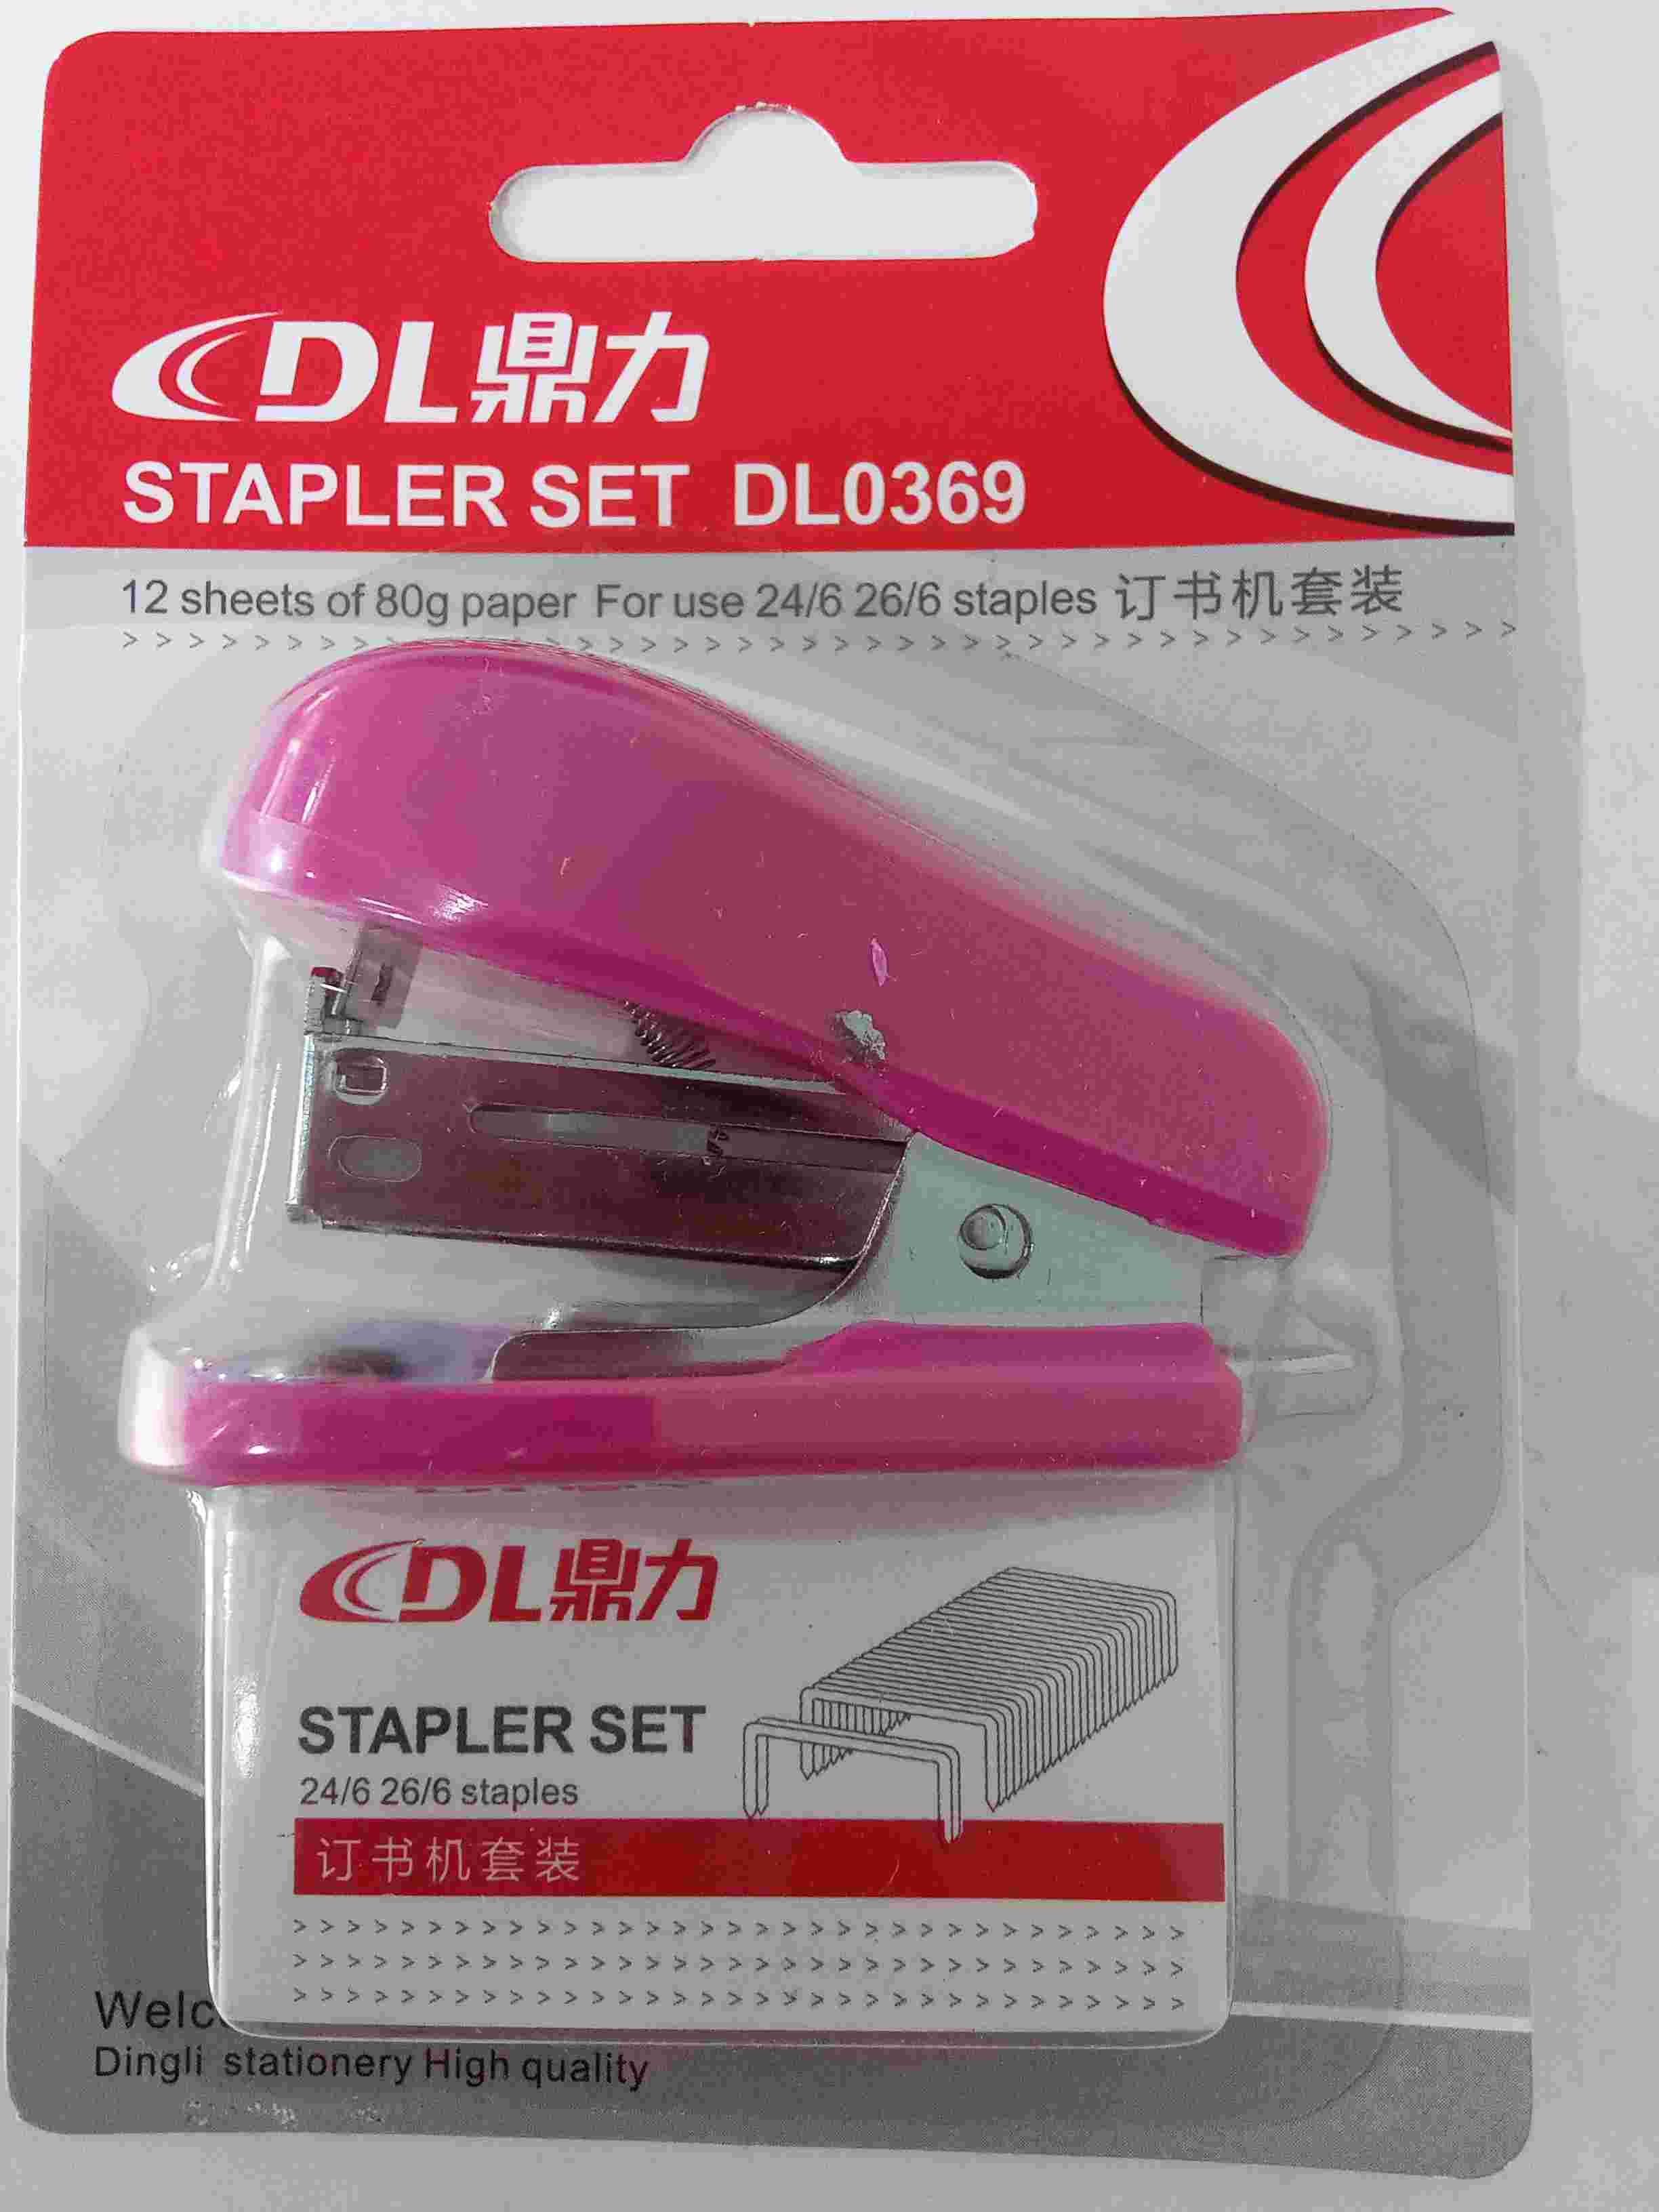 DL鼎力
STAPLER SET DL0369
12 sheets of 80g paper For use 24/6 26/6 staples 订书机套装
> > > > > > > > > > > > > > > > > > > > > > > > > > > > > > > > > > > > > > > > > >
DL鼎力
STAPLER SET
24/6 26/6 staples
订书机套装
> > > > > > > > > > > > > > > > > > > > > > > > > > > > > > > > >
> > > > > > > > > > > > > > > > > > > > > > > > > > > > > > > > >
> > > > > > > > > > > > > > > > > > > > > > > > > > > > > > > > >
Dingli stationery High quality